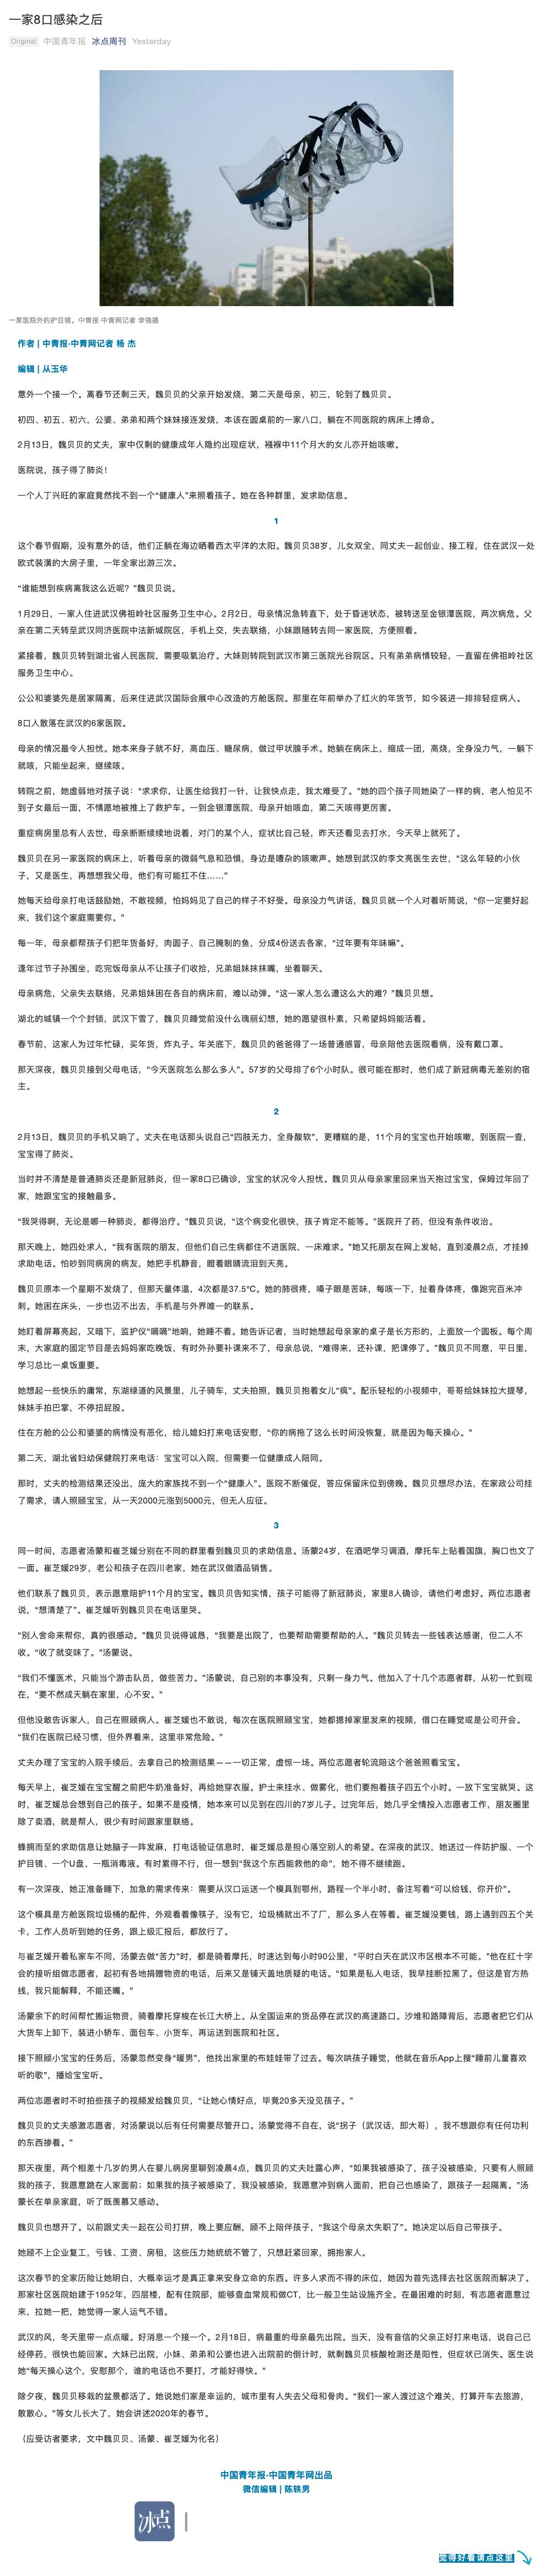 一家8口感染之后
Original 中国青年报 冰点周刊 Yesterday
一家医院外的护目镜。中青报·中青网记者 李强摄
作者 | 中青报·中青网记者 杨 杰
编辑 | 从玉华
意外一个接一个。离春节还剩三天，魏贝贝的父亲开始发烧，第二天是母亲，初三，轮到了魏贝贝。
初四、初五、初六，公婆、弟弟和两个妹妹接连发烧，本该在圆桌前的一家八口，躺在不同医院的病床上搏命。
2月13日，魏贝贝的丈夫，家中仅剩的健康成年人隐约出现症状，襁褓中11个月大的女儿亦开始咳嗽。
医院说，孩子得了肺炎！
一个人丁兴旺的家庭竟然找不到一个“健康人”来照看孩子。她在各种群里，发求助信息。
1
这个春节假期，没有意外的话，他们正躺在海边晒着西太平洋的太阳。魏贝贝38岁，儿女双全，同丈夫一起创业、接工程，住在武汉一处
欧式装潢的大房子里，一年全家出游三次。
“谁能想到疾病离我这么近呢？”魏贝贝说。
1月29日，一家人住进武汉佛祖岭社区服务卫生中心。2月2日，母亲情况急转直下，处于昏迷状态，被转送至金银潭医院，两次病危。父
亲在第二天转至武汉同济医院中法新城院区，手机上交，失去联络，小妹跟随转去同一家医院，方便照看。
紧接着，魏贝贝转到湖北省人民医院，需要吸氧治疗。大妹则转院到武汉市第三医院光谷院区。只有弟弟病情较轻，一直留在佛祖岭社区
服务卫生中心。
公公和婆婆先是居家隔离，后来住进武汉国际会展中心改造的方舱医院。那里在年前举办了红火的年货节，如今装进一排排轻症病人。
8口人散落在武汉的6家医院。
母亲的情况最令人担忧。她本来身子就不好，高血压、糖尿病，做过甲状腺手术。她躺在病床上，缩成一团，高烧，全身没力气，一躺下
就咳，只能坐起来，继续咳。
转院之前，她虚弱地对孩子说：“求求你，让医生给我打一针，让我快点走，我太难受了。”她的四个孩子同她染了一样的病，老人怕见不
到子女最后一面，不情愿地被推上了救护车。一到金银潭医院，母亲开始咳血，第二天咳得更厉害。
重症病房里总有人去世，母亲断断续续地说着，对门的某个人，症状比自己轻，昨天还看见去打水，今天早上就死了。
魏贝贝在另一家医院的病床上，听着母亲的微弱气息和恐惧，身边是嘈杂的咳嗽声。她想到武汉的李文亮医生去世，“这么年轻的小伙
子，又是医生，再想想我父母，他们有可能扛不住……”
她每天给母亲打电话鼓励她，不敢视频，怕妈妈见了自己的样子不好受。母亲没力气讲话，魏贝贝就一个人对着听筒说，“你一定要好起
来，我们这个家庭需要你。”
每一年，母亲都帮孩子们把年货备好，肉圆子、自己腌制的鱼，分成4份送去各家，“过年要有年味嘛”。
逢年过节子孙围坐，吃完饭母亲从不让孩子们收拾，兄弟姐妹抹抹嘴，坐着聊天。
母亲病危，父亲失去联络，兄弟姐妹困在各自的病床前，难以动弹。“这一家人怎么遭这么大的难？”魏贝贝想。
湖北的城镇一个个封锁，武汉下雪了，魏贝贝睡觉前没什么瑰丽幻想，她的愿望很朴素，只希望妈妈能活着。
春节前，这家人为过年忙碌，买年货，炸丸子。年关底下，魏贝贝的爸爸得了一场普通感冒，母亲陪他去医院看病，没有戴口罩。
那天深夜，魏贝贝接到父母电话，“今天医院怎么那么多人”。57岁的父母排了6个小时队。很可能在那时，他们成了新冠病毒无差别的宿
主。
2
2月13日，魏贝贝的手机又响了。丈夫在电话那头说自己“四肢无力，全身酸软”，更糟糕的是，11个月的宝宝也开始咳嗽，到医院一查，
宝宝得了肺炎。
当时并不清楚是普通肺炎还是新冠肺炎，但一家8口已确诊，宝宝的状况令人担忧。魏贝贝从母亲家里回来当天抱过宝宝，保姆过年回了
家，她跟宝宝的接触最多。
“我哭得啊，无论是哪一种肺炎，都得治疗。”魏贝贝说，“这个病变化很快，孩子肯定不能等。”医院开了药，但没有条件收治。
那天晚上，她四处求人，“我有医院的朋友，但他们自己生病都住不进医院，一床难求。”她又托朋友在网上发帖，直到凌晨2点，才挂掉
求助电话。怕吵到同病房的病友，她把手机静音，瞪着眼睛流泪到天亮。
魏贝贝原本一个星期不发烧了，但那天量体温，4次都是37.5℃。她的肺很疼，嗓子眼是苦味，每咳一下，扯着身体疼，像跑完百米冲
刺。她困在床头，一步也迈不出去，手机是与外界唯一的联系。
她盯着屏幕亮起，又暗下，监护仪“嘀嘀”地响，她睡不着。她告诉记者，当时她想起母亲家的桌子是长方形的，上面放一个圆板。每个周
末，大家庭的固定节目是去妈妈家吃晚饭，有时外孙要补课来不了，母亲总说，“难得来，还补课，把课停了。”魏贝贝不同意，平日里，
学习总比一桌饭重要。
她想起一些快乐的庸常，东湖绿道的风景里，儿子骑车，丈夫拍照，魏贝贝抱着女儿“疯”。配乐轻松的小视频中，哥哥给妹妹拉大提琴，
妹妹手拍巴掌，不停扭屁股。
住在方舱的公公和婆婆的病情没有恶化，给儿媳妇打来电话安慰，“你的病拖了这么长时间没恢复，就是因为每天操心。”
第二天，湖北省妇幼保健院打来电话：宝宝可以入院，但需要一位健康成人陪同。
那时，丈夫的检测结果还没出，庞大的家族找不到一个“健康人”。医院不断催促，答应保留床位到傍晚。魏贝贝想尽办法，在家政公司挂
了需求，请人照顾宝宝，从一天2000元涨到5000元，但无人应征。
3
同一时间，志愿者汤蒙和崔芝媛分别在不同的群里看到魏贝贝的求助信息。汤蒙24岁，在酒吧学习调酒，摩托车上贴着国旗，胸口也文了
一面。崔芝媛29岁，老公和孩子在四川老家，她在武汉做酒品销售。
他们联系了魏贝贝，表示愿意陪护11个月的宝宝。魏贝贝告知实情，孩子可能得了新冠肺炎，家里8人确诊，请他们考虑好。两位志愿者
说，“想清楚了”。崔芝媛听到魏贝贝在电话里哭。
“别人舍命来帮你，真的很感动。”魏贝贝说得诚恳，“我要是出院了，也要帮助需要帮助的人。”魏贝贝转去一些钱表达感谢，但二人不
收。“收了就变味了。”汤蒙说。
“我们不懂医术，只能当个游击队员，做些苦力。”汤蒙说，自己别的本事没有，只剩一身力气。他加入了十几个志愿者群，从初一忙到现
在，“要不然成天躺在家里，心不安。”
但他没敢告诉家人，自己在照顾病人。崔芝媛也不敢说，每次在医院照顾宝宝，她都摁掉家里发来的视频，借口在睡觉或是公司开会。
“我们在医院已经习惯，但外界看来，这里非常危险。”
丈夫办理了宝宝的入院手续后，去拿自己的检测结果——一切正常，虚惊一场。两位志愿者轮流陪这个爸爸照看宝宝。
每天早上，崔芝媛在宝宝醒之前把牛奶准备好，再给她穿衣服。护士来挂水、做雾化，他们要抱着孩子四五个小时。一放下宝宝就哭。这
时，崔芝媛总会想到自己的孩子。如果不是疫情，她本来可以见到在四川的7岁儿子。过完年后，她几乎全情投入志愿者工作，朋友圈里
除了卖酒，就是帮人，很少有时间跟家里联络。
蜂拥而至的求助信息让她脑子一阵发麻，打电话验证信息时，崔芝媛总是担心落空别人的希望。在深夜的武汉，她送过一件防护服、一个
护目镜、一个U盘、一瓶消毒液。有时累得不行，但一想到“我这个东西能救他的命”，她不得不继续跑。
有一次深夜，她正准备睡下，加急的需求传来：需要从汉口运送一个模具到鄂州，路程一个半小时，备注写着“可以给钱，你开价”。
这个模具是方舱医院垃圾桶的配件，外观看着像筷子，没有它，垃圾桶就出不了厂，那么多人在等着。崔芝媛没要钱，路上遇到四五个关
卡，工作人员听到她的任务，跟上级汇报后，都放行了。
与崔芝媛开着私家车不同，汤蒙去做“苦力”时，都是骑着摩托，时速达到每小时90公里，“平时白天在武汉市区根本不可能。”他在红十字
会的接听组做志愿者，起初有各地捐赠物资的电话，后来又是铺天盖地质疑的电话。“如果是私人电话，我早挂断拉黑了。但这是官方热
线，我只能解释，不能还嘴。”
汤蒙余下的时间帮忙搬运物资，骑着摩托穿梭在长江大桥上。从全国运来的货品停在武汉的高速路口。沙堆和路障背后，志愿者把它们从
大货车上卸下，装进小轿车、面包车、小货车，再运送到医院和社区。
接下照顾小宝宝的任务后，汤蒙忽然变身“暖男”，他找出家里的布娃娃带了过去。每次哄孩子睡觉，他就在音乐App上搜“睡前儿童喜欢
听的歌”，播给宝宝听。
两位志愿者时不时拍些孩子的视频发给魏贝贝，“让她心情好点，毕竟20多天没见孩子。”
魏贝贝的丈夫感激志愿者，对汤蒙说以后有任何需要尽管开口。汤蒙觉得不自在，说“拐子（武汉话，即大哥），我不想跟你有任何功利
的东西掺着。”
那天夜里，两个相差十几岁的男人在婴儿病房里聊到凌晨4点，魏贝贝的丈夫吐露心声，“如果我被感染了，孩子没被感染，只要有人照顾
我的孩子，我愿意跪在人家面前；如果我的孩子被感染了，我没被感染，我愿意冲到病人面前，把自己也感染了，跟孩子一起隔离。”汤
蒙长在单亲家庭，听了既羡慕又感动。
魏贝贝也想开了。以前跟丈夫一起在公司打拼，晚上要应酬，顾不上陪伴孩子，“我这个母亲太失职了”。她决定以后自己带孩子。
她顾不上企业复工，亏钱、工资、房租，这些压力她统统不管了，只想赶紧回家，拥抱家人。
这次春节的全家历险让她明白，大概幸运才是真正拿来安身立命的东西。许多人求而不得的床位，她因为首先选择去社区医院而解决了。
那家社区医院始建于1952年，四层楼，配有住院部，能够查血常规和做CT，比一般卫生站设施齐全。在最困难的时刻，有志愿者愿意过
来，拉她一把，她觉得一家人运气不错。
武汉的风，冬天里带一点点暖。好消息一个接一个。2月18日，病最重的母亲最先出院。当天，没有音信的父亲正好打来电话，说自己已
经停药，很快也能回家。大妹已出院，小妹、弟弟和公婆也进入出院前的倒计时，就剩魏贝贝核酸检测还是阳性，但症状已消失。医生说
她“每天操心这个，安慰那个，谁的电话也不要打，才能好得快。”
除夕夜，魏贝贝移栽的盆景都活了。她说她们家是幸运的，城市里有人失去父母和骨肉。“我们一家人渡过这个难关，打算开车去旅游，
散散心。”等女儿长大了，她会讲述2020年的春节。
（应受访者要求，文中魏贝贝、汤蒙、崔芝媛为化名）
中国青年报·中国青年网出品
微信编辑 | 陈轶男
冰点
觉得好看请点这里